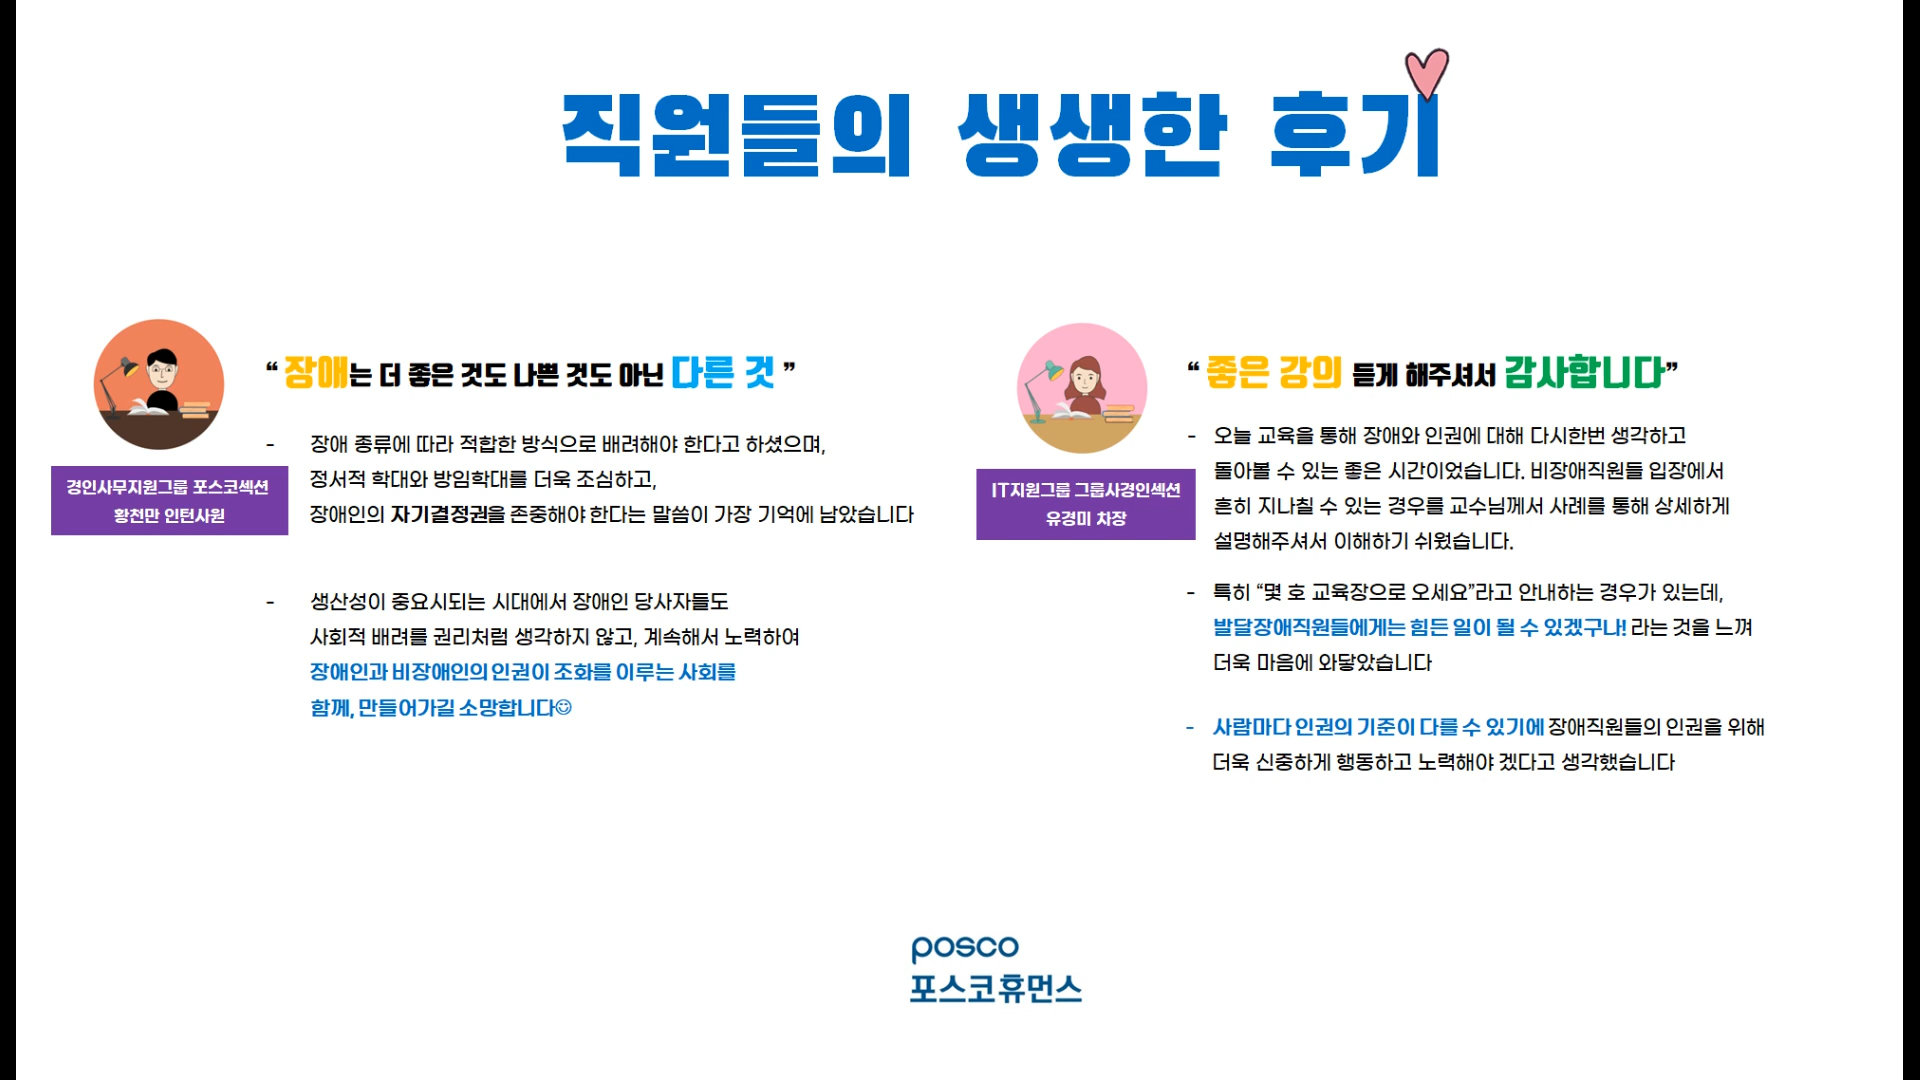 직원들의 생생한 후기
“ 장애는 더 좋은 것도 나쁜 것도 아닌 다른 것 ”
- 장애 종류에 따라 적합한 방식으로 배려해야 한다고 하셨으며,
정서적 학대와 방임학대를 더욱 조심하고,
장애인의 자기결정권을 존중해야 한다는 말씀이 가장 기억에 남았습니다
경인사무지원그룹 포스코섹션
황천만 인턴사원
- 생산성이 중요시되는 시대에서 장애인 당사자들도
사회적 배려를 권리처럼 생각하지 않고, 계속해서 노력하여
장애인과 비장애인의 인권이 조화를 이루는 사회를
함께, 만들어가길 소망합니다☺
“ 좋은 강의 듣게 해주셔서 감사합니다”
- 오늘 교육을 통해 장애와 인권에 대해 다시한번 생각하고
돌아볼 수 있는 좋은 시간이었습니다. 비장애직원들 입장에서
흔히 지나칠 수 있는 경우를 교수님께서 사례를 통해 상세하게
설명해주셔서 이해하기 쉬웠습니다.
IT지원그룹 그룹사경인섹션
유경미 차장
- 특히 “몇 호 교육장으로 오세요”라고 안내하는 경우가 있는데,
발달장애직원들에게는 힘든 일이 될 수 있겠구나! 라는 것을 느껴
더욱 마음에 와닿았습니다
- 사람마다 인권의 기준이 다를 수 있기에 장애직원들의 인권을 위해
더욱 신중하게 행동하고 노력해야 겠다고 생각했습니다
posco
포스코휴먼스